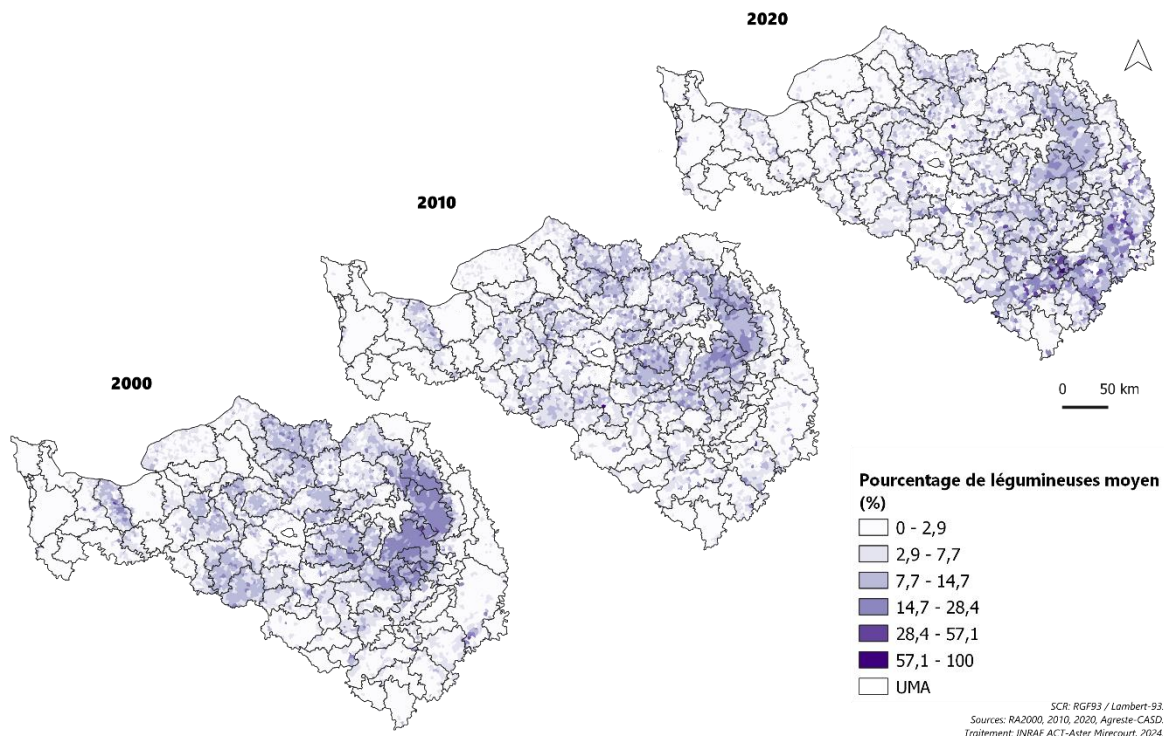 2020
2010
2000
0 50 km
Pourcentage de légumineuses moyen
(%)
0 - 2,9
2,9 - 7,7
7,7 - 14,7
14,7 - 28,4
28,4 - 57,1
57,1 - 100
UMA
SCR: RGF93 / Lambert-93.
Sources: RA2000, 2010, 2020, Agreste-CASD.
Traitement: INRAE ACT-Aster Mirecourt, 2024.